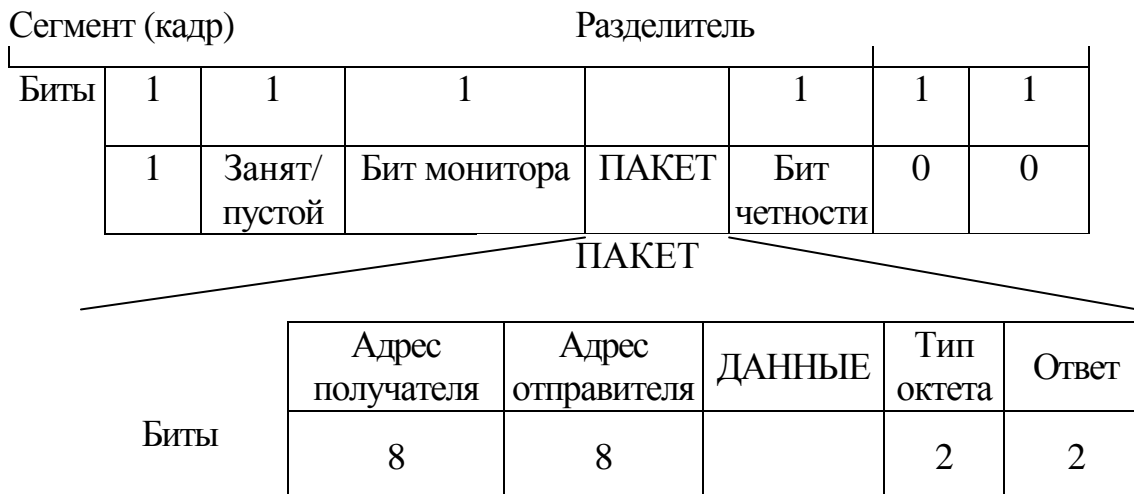 Сегмент (кадр) Разделитель
Биты 1 1 1 1 1 1
1 Занят/ Бит монитора ПАКЕТ Бит 0 0
пустой четности
ПАКЕТ
Адрес Адрес ДАННЫЕ Тип Ответ
получателя отправителя октета
Биты 8 8 2 2